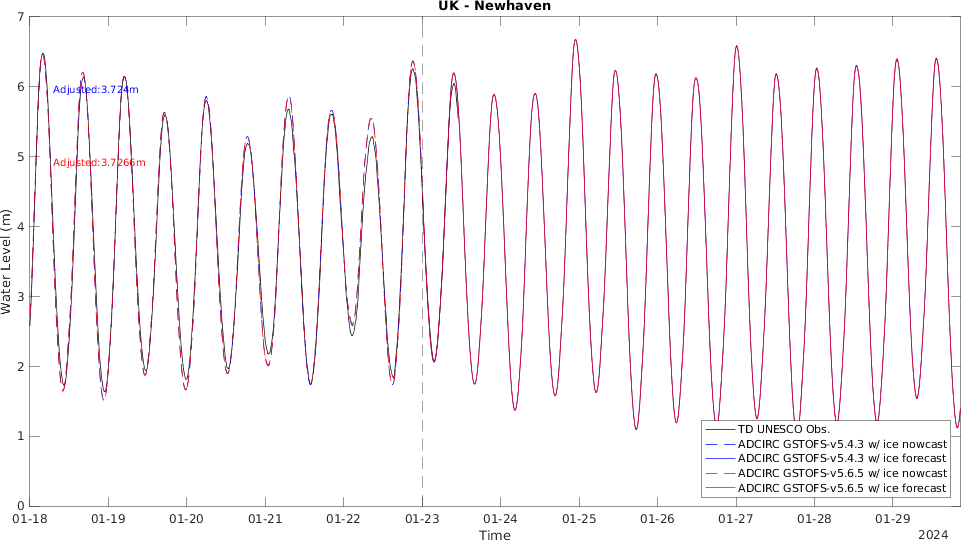 UK - Newhaven
7
6
5
4
3
2
1
0
Water Level (m)
Adjusted:3.724m
Adjusted:3.7266m
TD UNESCO Obs.
ADCIRC GSTOFS-v5.4.3 w/ ice nowcast
ADCIRC GSTOFS-v5.4.3 w/ ice forecast
ADCIRC GSTOFS-v5.6.5 w/ ice nowcast
ADCIRC GSTOFS-v5.6.5 w/ ice forecast
01-18 01-19 01-20 01-21 01-22 01-23 01-24 01-25 01-26 01-27 01-28 01-29
Time
2024